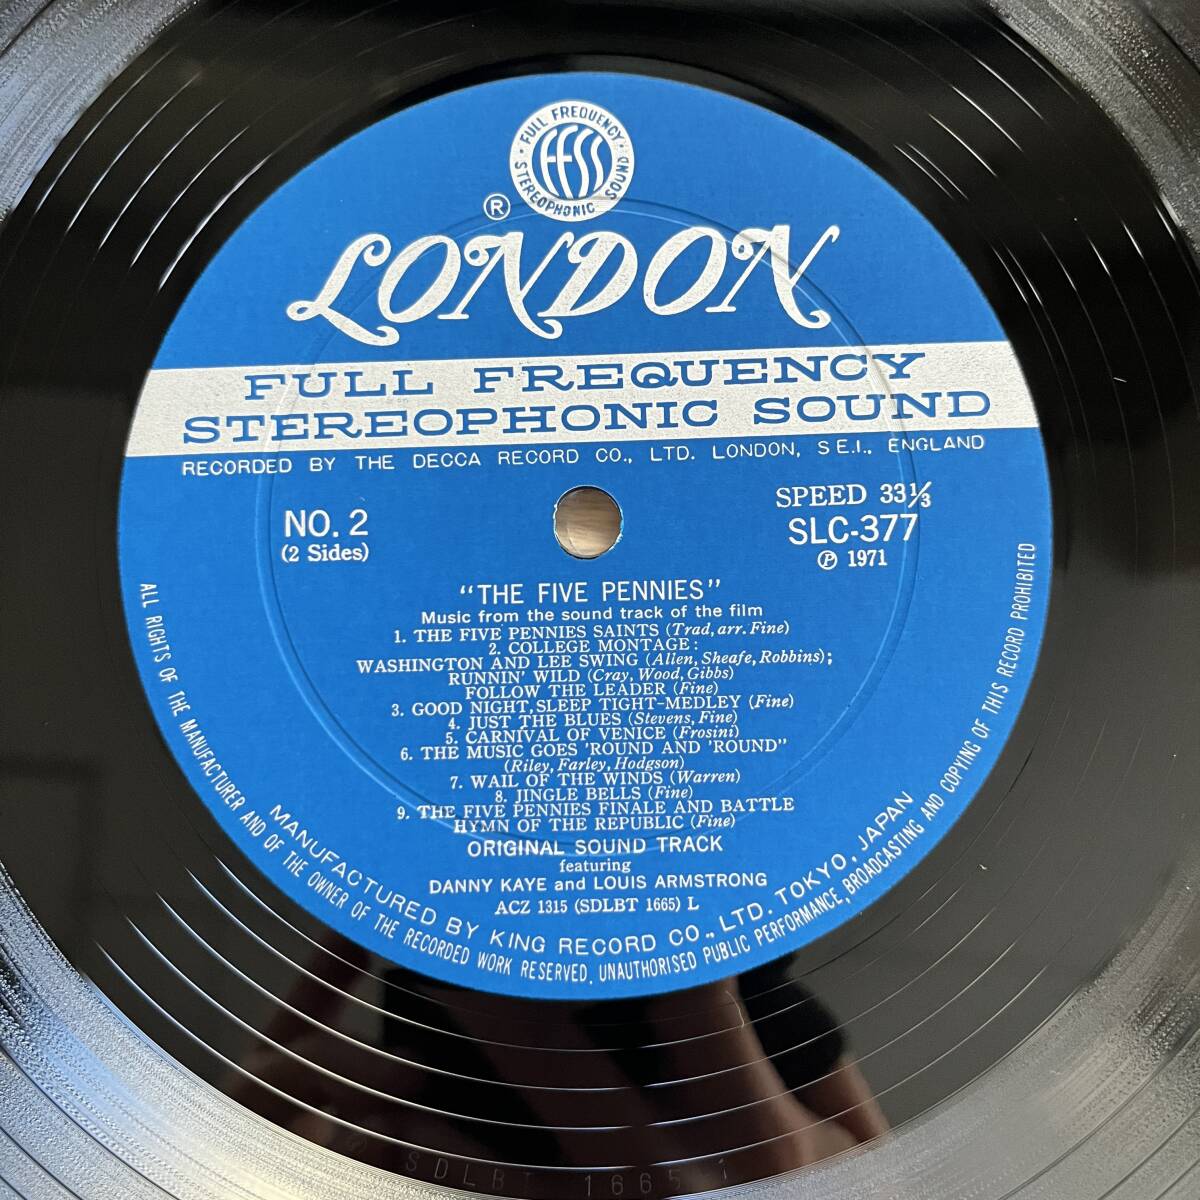 FULL FREQUENCY
STEREOPHONIC SOUND
FFSS
®
LONDON
FULL FREQUENCY
STEREOPHONIC SOUND
RECORDED BY THE DECCA RECORD CO., LTD. LONDON, S.E.I., ENGLAND
NO. 2
(2 Sides)
SPEED 33⅓
SLC-377
Ⓟ 1971
"THE FIVE PENNIES"
Music from the sound track of the film
1. THE FIVE PENNIES SAINTS (Trad, arr. Fine)
2. COLLEGE MONTAGE:
WASHINGTON AND LEE SWING (Allen, Sheafe, Robbins);
RUNNIN' WILD (Cray, Wood, Gibbs)
FOLLOW THE LEADER (Fine)
3. GOOD NIGHT, SLEEP TIGHT-MEDLEY (Fine)
4. JUST THE BLUES (Stevens, Fine)
5. CARNIVAL OF VENICE (Frosini)
6. THE MUSIC GOES 'ROUND AND 'ROUND"
(Riley, Farley, Hodgson)
7. WAIL OF THE WINDS (Warren)
8. JINGLE BELLS (Fine)
9. THE FIVE PENNIES FINALE AND BATTLE
HYMN OF THE REPUBLIC (Fine)
ORIGINAL SOUND TRACK
featuring
DANNY KAYE and LOUIS ARMSTRONG
ACZ 1315 (SDLBT 1665) L
MANUFACTURED BY KING RECORD CO., LTD. TOKYO, JAPAN
ALL RIGHTS OF THE MANUFACTURER AND OF THE OWNER OF THE RECORDED WORK RESERVED. UNAUTHORISED PUBLIC PERFORMANCE, BROADCASTING AND COPYING OF THIS RECORD PROHIBITED
SDLBT 1665 1